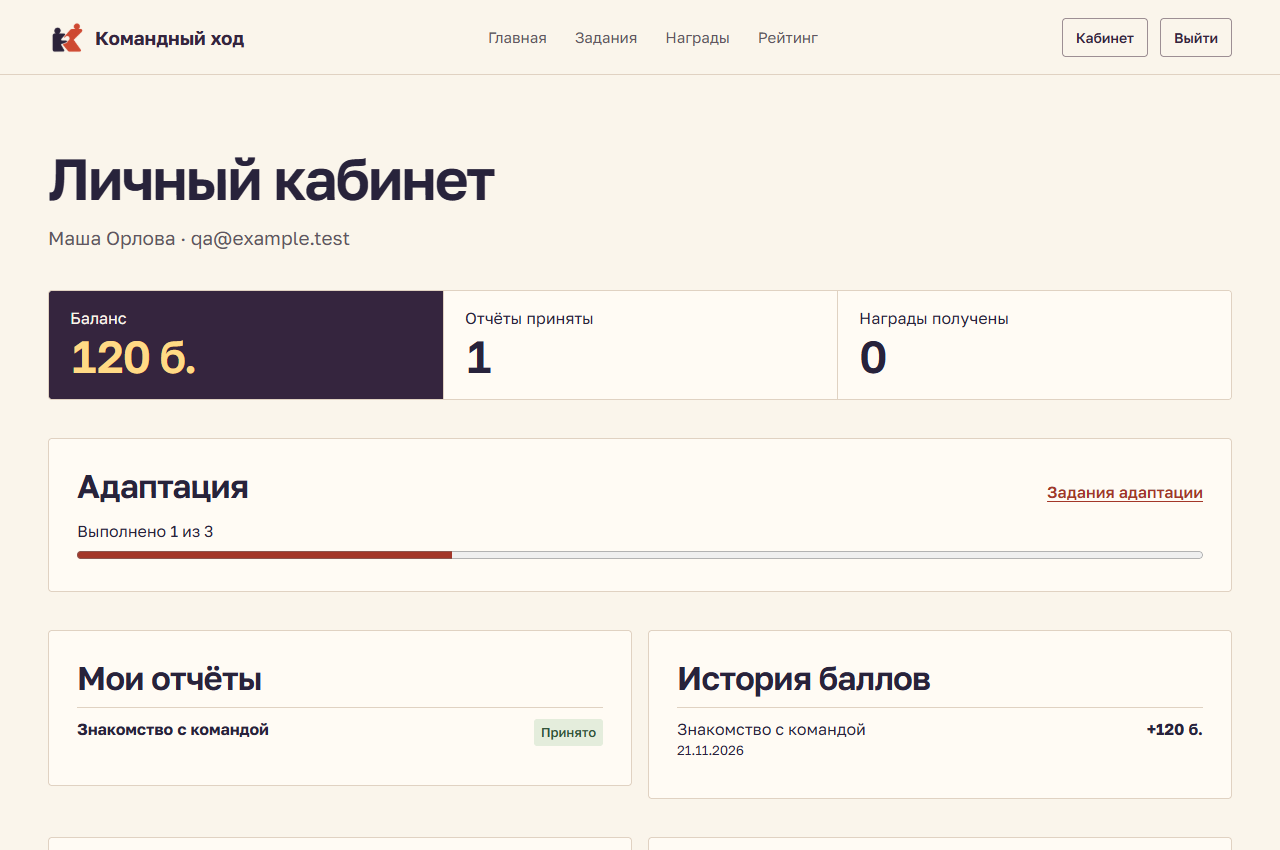 Командный ход
Главная
Задания
Награды
Рейтинг
Кабинет
Выйти
Личный кабинет
Маша Орлова · qa@example.test
Баланс
120 б.
Отчёты приняты
1
Награды получены
0
Адаптация
Задания адаптации
Выполнено 1 из 3
Мои отчёты
Знакомство с командой
Принято
История баллов
Знакомство с командой
+120 б.
21.11.2026